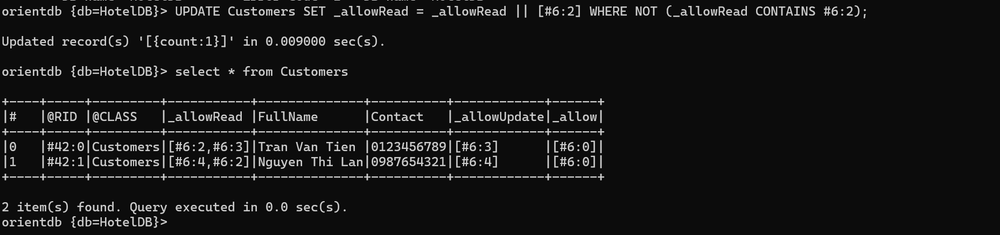 orientdb {db=HotelDB}> UPDATE Customers SET _allowRead = _allowRead || [#6:2] WHERE NOT (_allowRead CONTAINS #6:2);
Updated record(s) '[{count:1}]' in 0.009000 sec(s).
orientdb {db=HotelDB}> select * from Customers
+----+-----+---------+-----------+--------------+----------+------------+------+
|#   |@RID |@CLASS   |_allowRead |FullName      |Contact   |_allowUpdate|_allow|
+----+-----+---------+-----------+--------------+----------+------------+------+
|0   |#42:0|Customers|[#6:2,#6:3]|Tran Van Tien |0123456789|[#6:3]      |[#6:0]|
|1   |#42:1|Customers|[#6:4,#6:2]|Nguyen Thi Lan|0987654321|[#6:4]      |[#6:0]|
+----+-----+---------+-----------+--------------+----------+------------+------+
2 item(s) found. Query executed in 0.0 sec(s).
orientdb {db=HotelDB}>